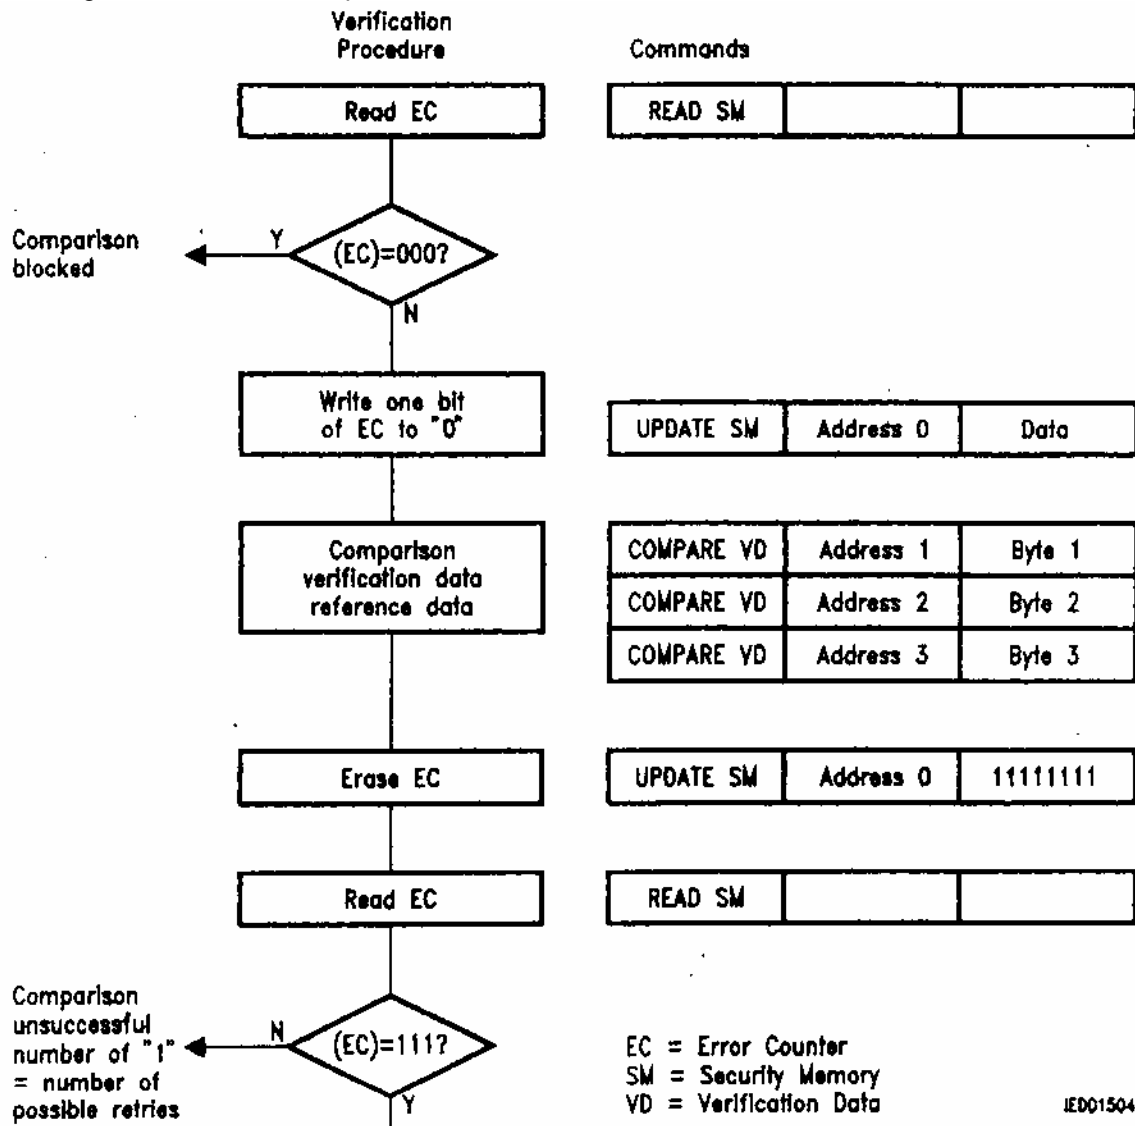 Verification
Procedure
Commands
Read EC
READ SM
Comparison
blocked
Y
(EC)=000?
N
Write one bit
of EC to "0"
UPDATE SM Address 0 Data
Comparison
verification data
reference data
COMPARE VD Address 1 Byte 1
COMPARE VD Address 2 Byte 2
COMPARE VD Address 3 Byte 3
Erase EC
UPDATE SM Address 0 11111111
Read EC
READ SM
Comparison
unsuccessful
number of "1"
= number of
possible retries
N
(EC)=111?
Y
EC = Error Counter
SM = Security Memory
VD = Verification Data
IED01504